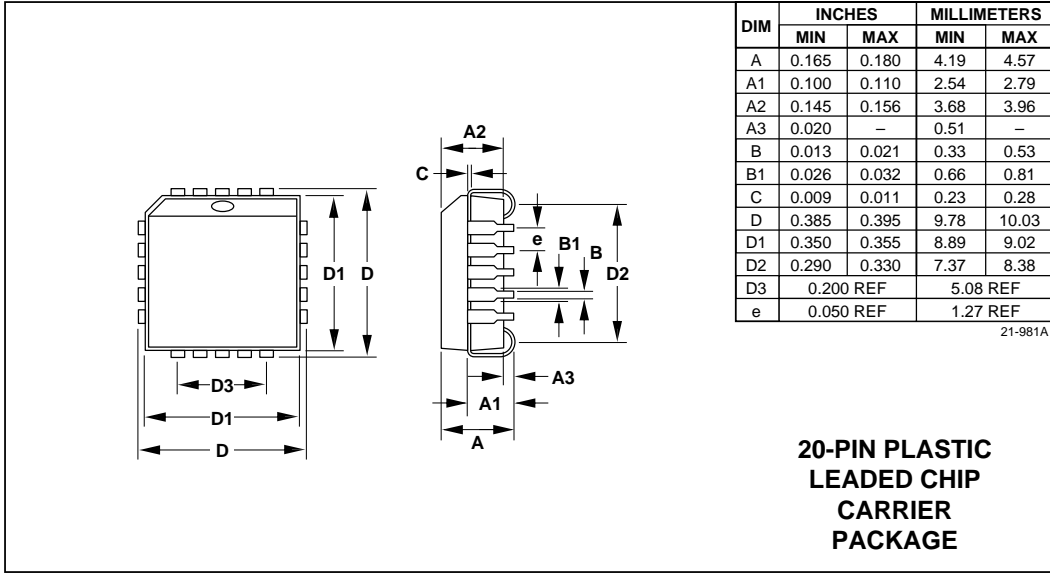 DIM INCHES MILLIMETERS
MIN MAX MIN MAX
A 0.165 0.180 4.19 4.57
A1 0.100 0.110 2.54 2.79
A2 0.145 0.156 3.68 3.96
A3 0.020 – 0.51 –
B 0.013 0.021 0.33 0.53
B1 0.026 0.032 0.66 0.81
C 0.009 0.011 0.23 0.28
D 0.385 0.395 9.78 10.03
D1 0.350 0.355 8.89 9.02
D2 0.290 0.330 7.37 8.38
D3 0.200 REF 5.08 REF
e 0.050 REF 1.27 REF
21-981A
A2
C
e B1 B
D1 D D2
D3 A3
D1 A1
D A
20-PIN PLASTIC
LEADED CHIP
CARRIER
PACKAGE